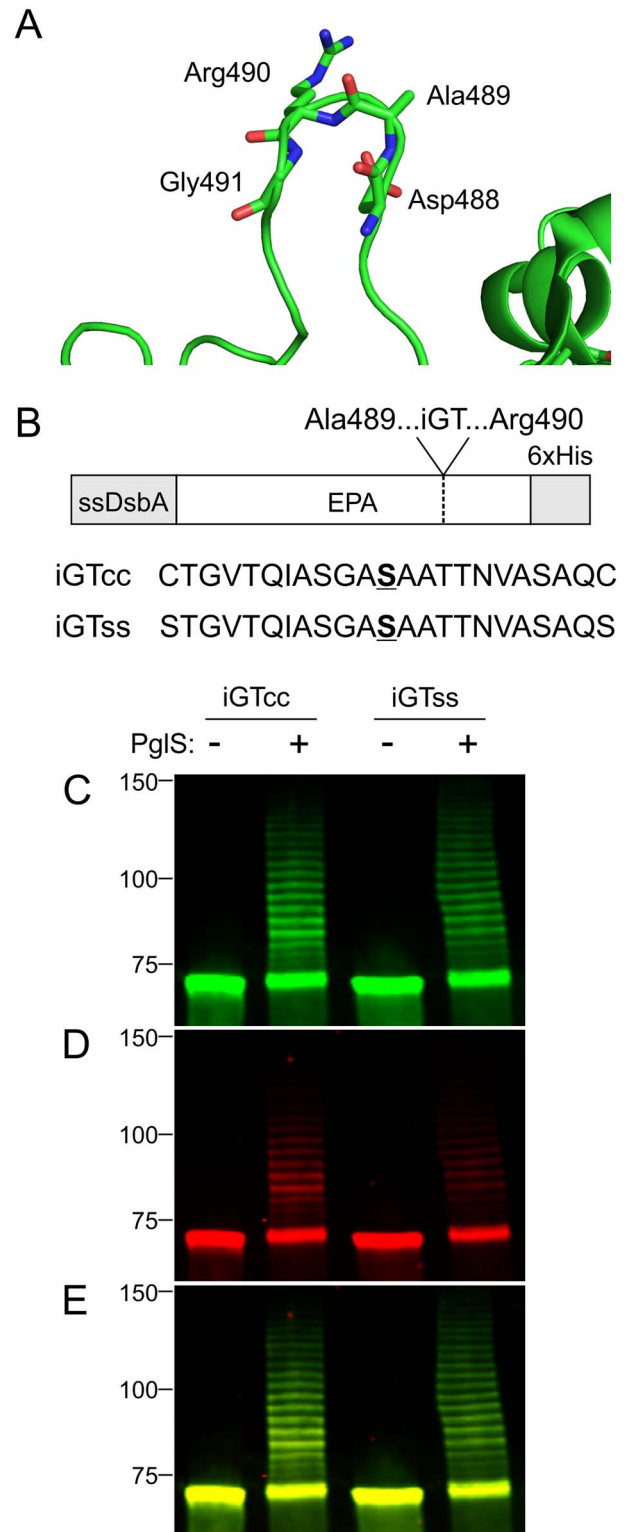 A
Arg490
Ala489
Gly491
Asp488
B
Ala489...iGT...Arg490
6xHis
ssDsbA
EPA
iGTcc CTGVTQIASGASAATTNVASAQC
iGTss STGVTQIASGASAATTNVASAQS
iGTcc iGTss
PglS: - + - +
C
150
100
75
D
150
100
75
E
150
100
75